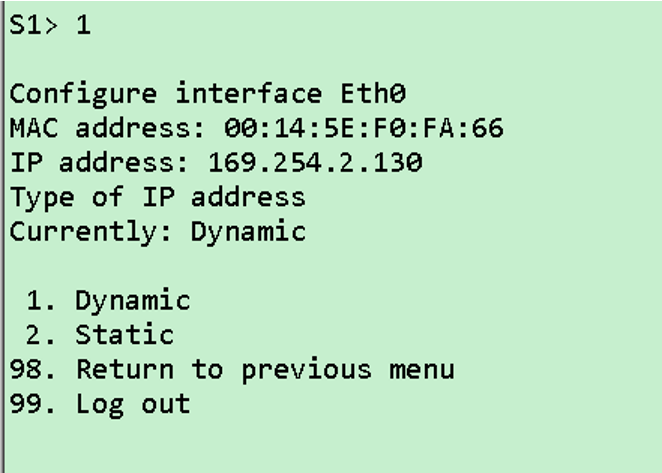 S1> 1
Configure interface Eth0
MAC address: 00:14:5E:F0:FA:66
IP address: 169.254.2.130
Type of IP address
Currently: Dynamic
1. Dynamic
2. Static
98. Return to previous menu
99. Log out